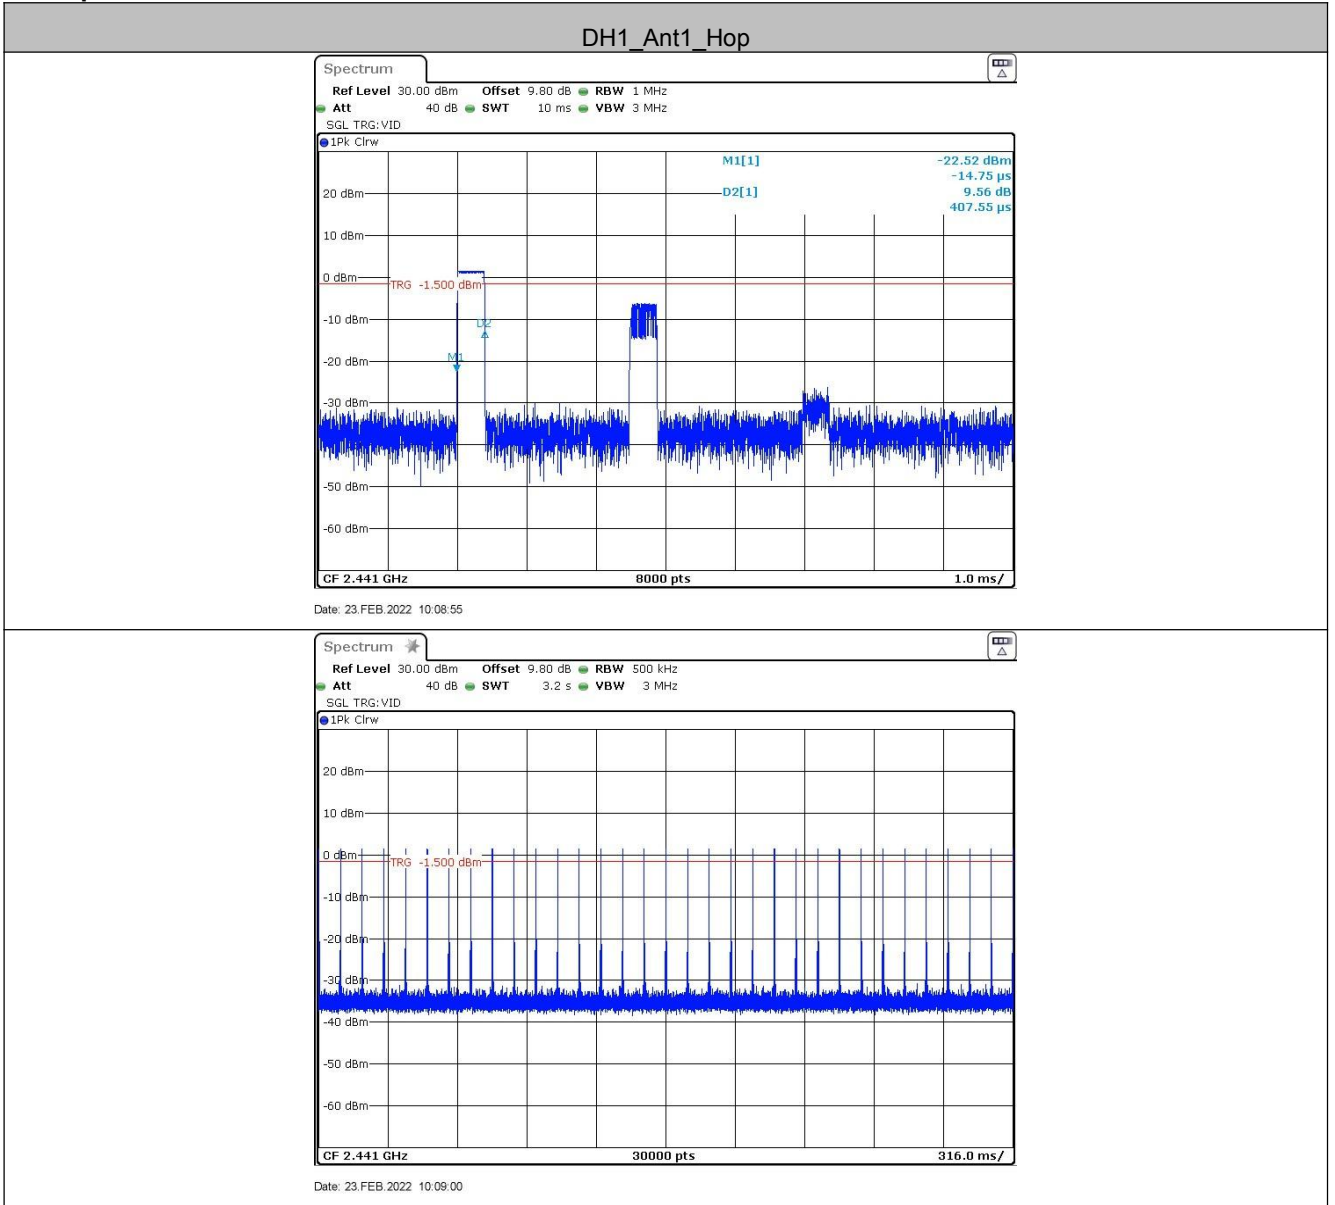 DH1_Ant1_Hop
Spectrum
Ref Level 30.00 dBm Offset 9.80 dB RBW 1 MHz
Att 40 dB SWT 10 ms VBW 3 MHz
SGL TRG:VID
1Pk Clrw
M1[1] -22.52 dBm
-14.75 µs
20 dBm D2[1] 9.56 dB
407.55 µs
10 dBm
0 dBm
TRG -1.500 dBm
-10 dBm
D2
-20 dBm
M1
-30 dBm
-50 dBm
-60 dBm
CF 2.441 GHz 8000 pts 1.0 ms/
Date: 23.FEB.2022 10:08:55
Spectrum
Ref Level 30.00 dBm Offset 9.80 dB RBW 500 kHz
Att 40 dB SWT 3.2 s VBW 3 MHz
SGL TRG:VID
1Pk Clrw
20 dBm
10 dBm
0 dBm
TRG -1.500 dBm
-10 dBm
-20 dBm
-30 dBm
-40 dBm
-50 dBm
-60 dBm
CF 2.441 GHz 30000 pts 316.0 ms/
Date: 23.FEB.2022 10:09:00